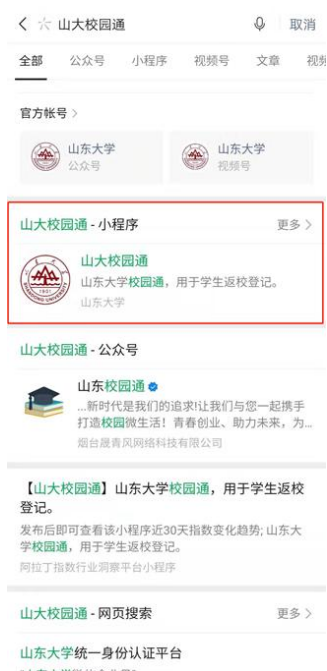 山大校园通
取消
全部 公众号 小程序 视频号 文章 视频
官方帐号 >
山东大学
公众号
山东大学
视频号
山大校园通 - 小程序 更多 >
山大校园通
山东大学校园通，用于学生返校登记。
山东大学
山大校园通 - 公众号
山东校园通
...新时代是我们的追求!让我们与您一起携手
打造校园微生活！青春创业、助力未来，为...
烟台晟青风网络科技有限公司
【山大校园通】山东大学校园通，用于学生返校
登记。
发布后即可查看该小程序近30天指数变化趋势; 山东大
学校园通，用于学生返校登记。
阿拉丁指数行业洞察平台小程序
山大校园通 - 网页搜索 更多 >
山东大学统一身份认证平台